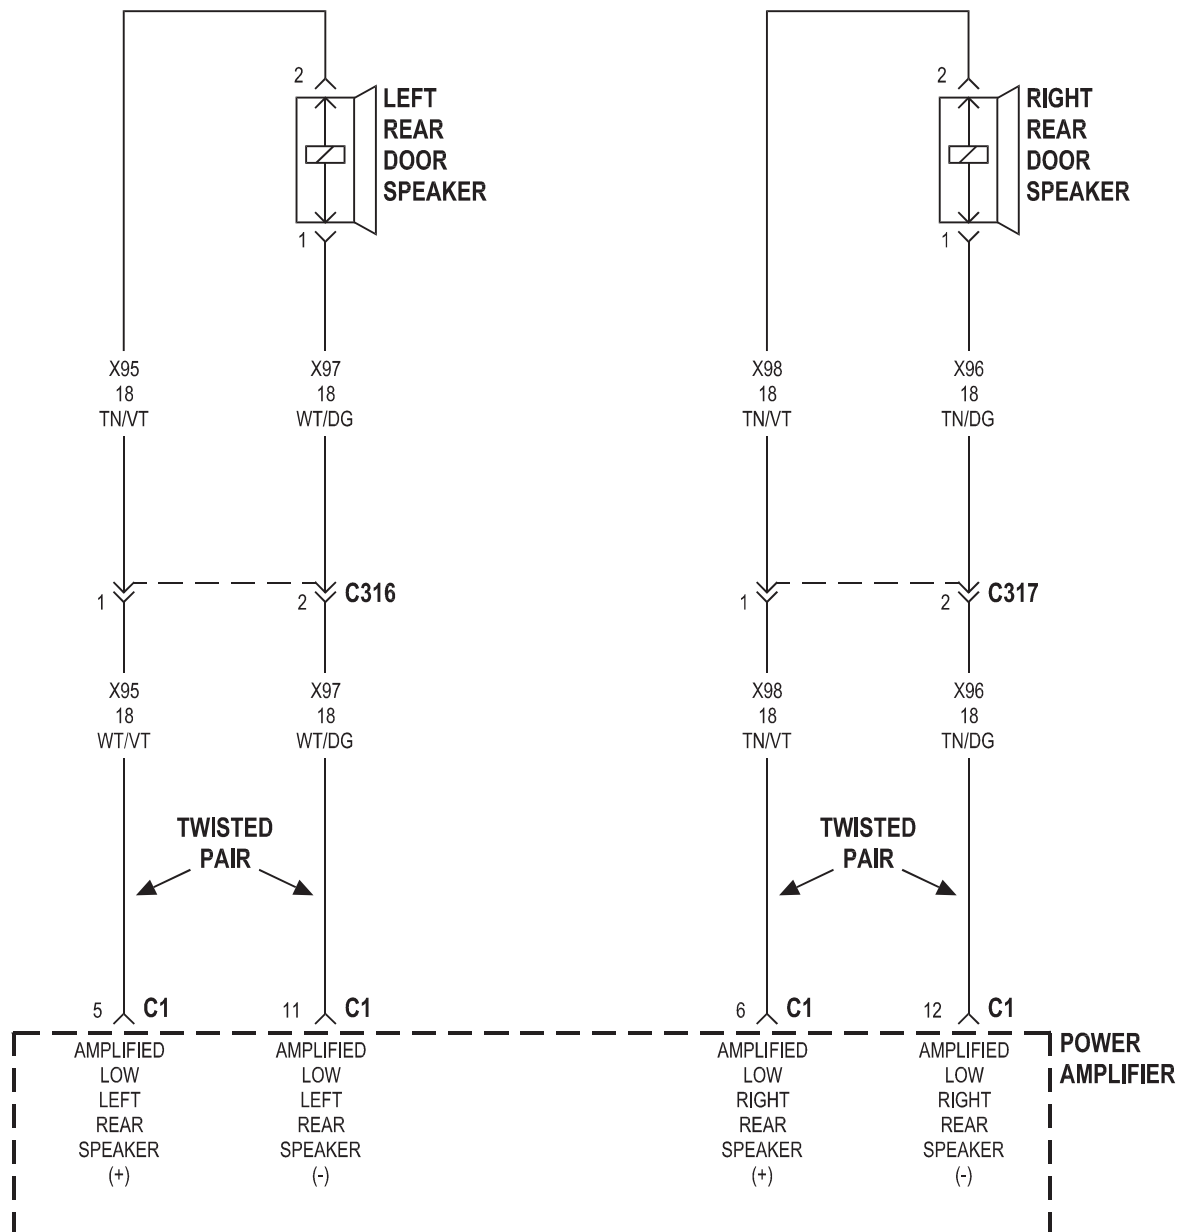 2
LEFT
REAR
DOOR
SPEAKER
1
2
RIGHT
REAR
DOOR
SPEAKER
1
X95
18
TN/VT
X97
18
WT/DG
X98
18
TN/VT
X96
18
TN/DG
1
2
C316
1
2
C317
X95
18
WT/VT
X97
18
WT/DG
X98
18
TN/VT
X96
18
TN/DG
TWISTED
PAIR
TWISTED
PAIR
5
C1
11
C1
6
C1
12
C1
AMPLIFIED
LOW
LEFT
REAR
SPEAKER
(+)
AMPLIFIED
LOW
LEFT
REAR
SPEAKER
(-)
AMPLIFIED
LOW
RIGHT
REAR
SPEAKER
(+)
AMPLIFIED
LOW
RIGHT
REAR
SPEAKER
(-)
POWER
AMPLIFIER